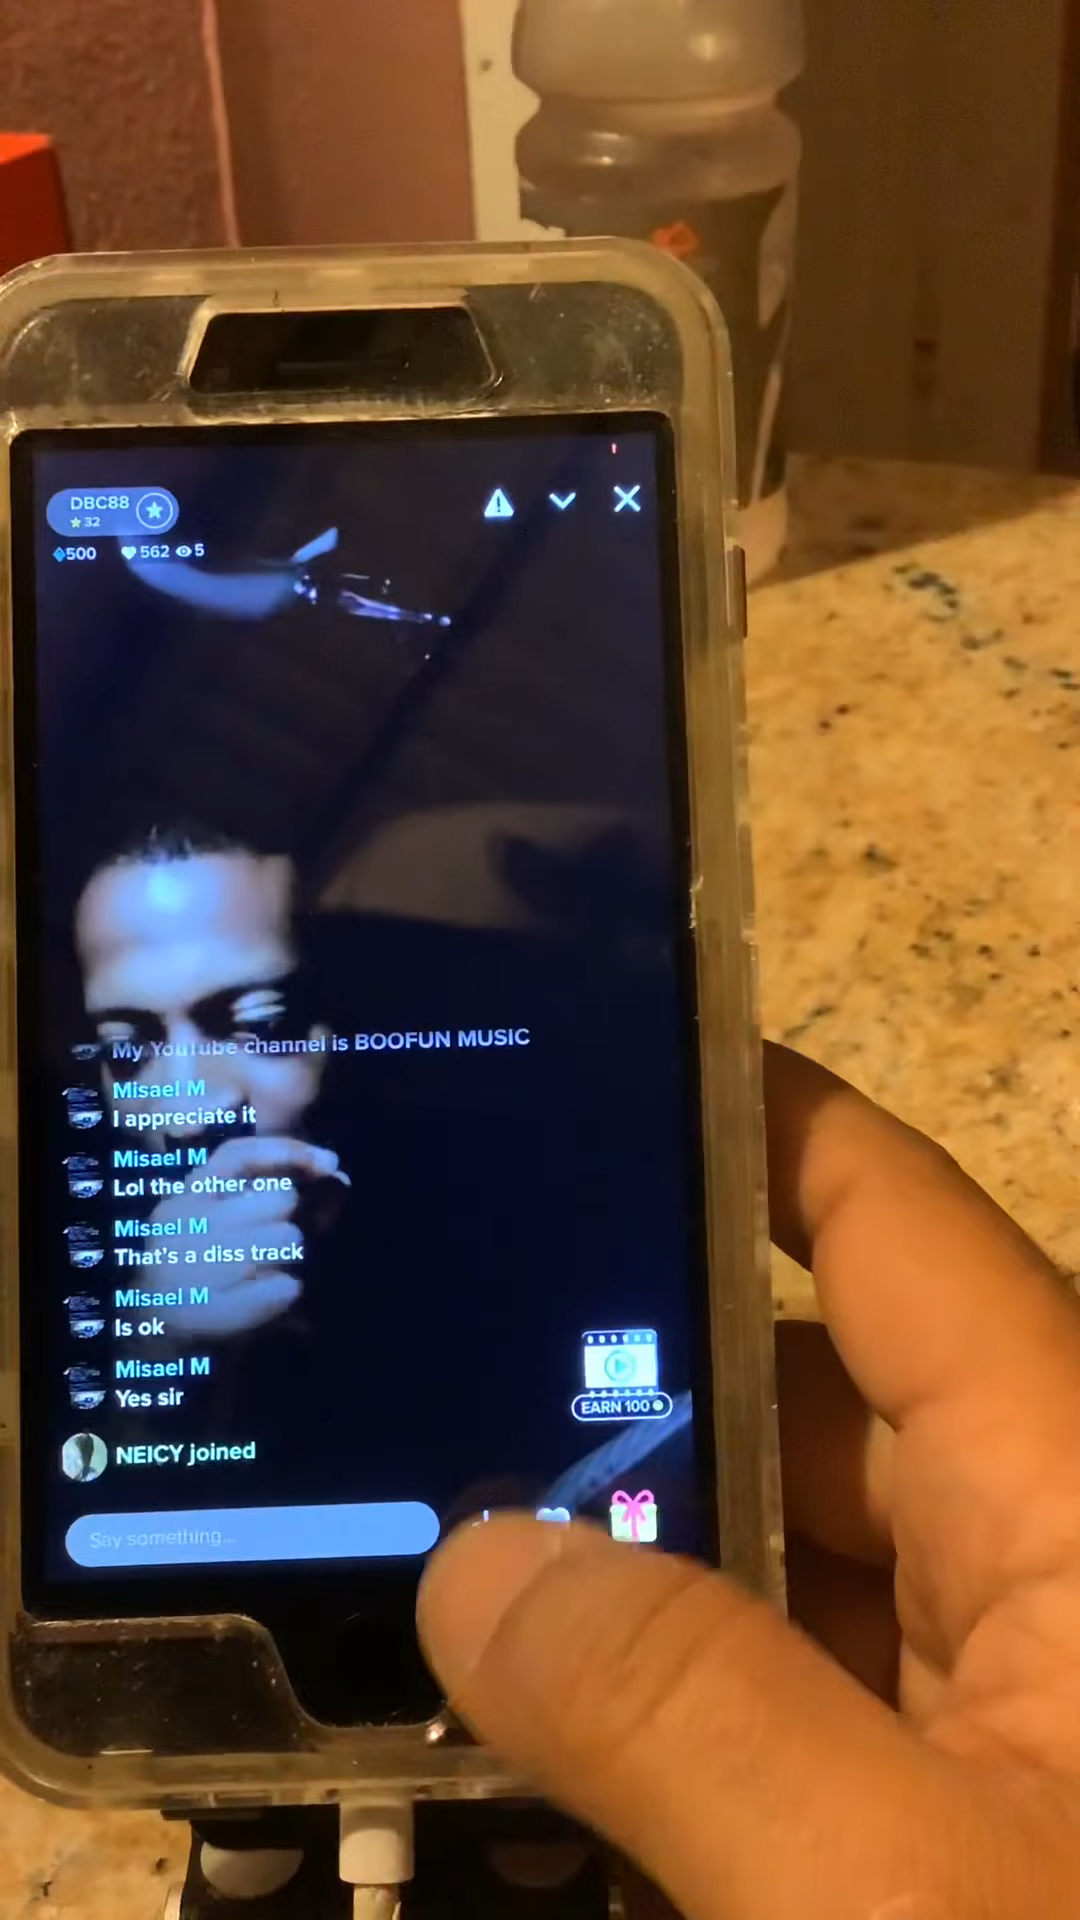 DBC88
32
500 562 5
My YouTube channel is BOOFUN MUSIC
Misael M
I appreciate it
Misael M
Lol the other one
Misael M
That's a diss track
Misael M
Is ok
Misael M
Yes sir
EARN 100
NEICY joined
Say something...